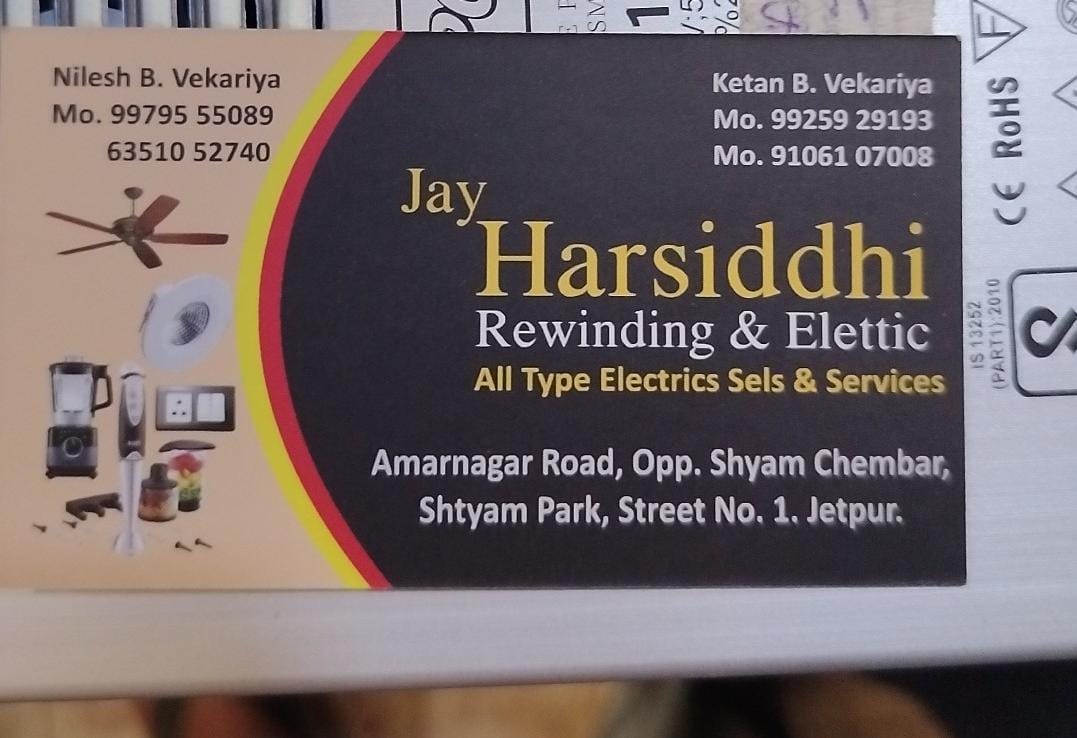 Nilesh B. Vekariya
Mo. 99795 55089
63510 52740
Ketan B. Vekariya
Mo. 99259 29193
Mo. 91061 07008
Jay
Harsiddhi
Rewinding & Elettic
All Type Electrics Sels & Services
Amarnagar Road, Opp. Shyam Chembar,
Shtyam Park, Street No. 1. Jetpur.
F
CE RoHS
IS 13252
(PART1):2010